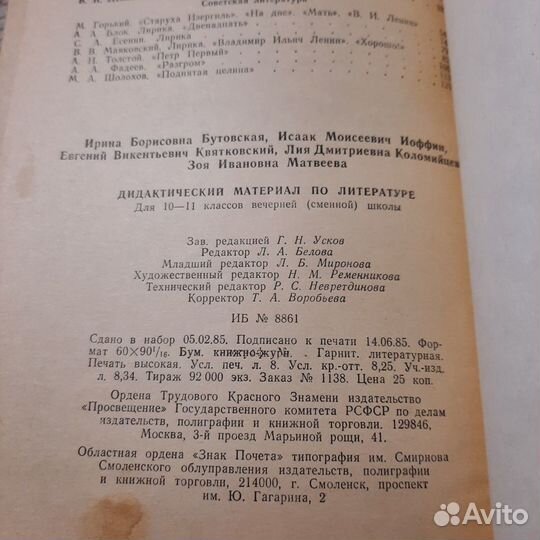 Советская литература
М. Горький. «Старуха Изергиль». «На дне». «Мать». «В. И. Ленин»
А. А. Блок. Лирика. «Двенадцать»
С. А. Есенин. Лирика
В. В. Маяковский. Лирика. «Владимир Ильич Ленин». «Хорошо!»
А. Н. Толстой. «Петр Первый»
А. А. Фадеев. «Разгром»
М. А. Шолохов. «Поднятая целина»
Ирина Борисовна Бутовская, Исаак Моисеевич Иоффин,
Евгений Викентьевич Квятковский, Лия Дмитриевна Коломийцев
Зоя Ивановна Матвеева
ДИДАКТИЧЕСКИЙ МАТЕРИАЛ ПО ЛИТЕРАТУРЕ
Для 10—11 классов вечерней (сменной) школы
Зав. редакцией Г. Н. Усков
Редактор Л. А. Белова
Младший редактор Л. Б. Миронова
Художественный редактор Н. М. Ременникова
Технический редактор Р. С. Невретдинова
Корректор Т. А. Воробьева
ИБ № 8861
Сдано в набор 05.02.85. Подписано к печати 14.06.85. Фор-
мат 60×90¹/₁₆. Бум. книжно-журн. . Гарнит. литературная.
Печать высокая. Усл. печ. л. 8. Усл. кр.-отт. 8,25. Уч.-изд.
л. 8,34. Тираж 92 000 экз. Заказ № 1138. Цена 25 коп.
Ордена Трудового Красного Знамени издательство
«Просвещение» Государственного комитета РСФСР по делам
издательств, полиграфии и книжной торговли. 129846,
Москва, 3-й проезд Марьиной рощи, 41.
Областная ордена «Знак Почета» типография им. Смирнова
Смоленского облуправления издательств, полиграфии
и книжной торговли, 214000, г. Смоленск, проспект
им. Ю. Гагарина, 2
Avito